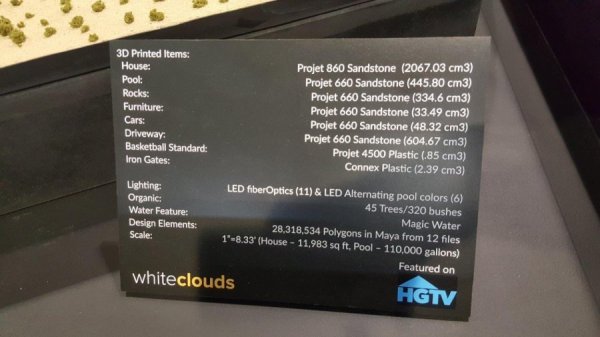 3D Printed Items:
House: Projet 860 Sandstone (2067.03 cm3)
Pool: Projet 660 Sandstone (445.80 cm3)
Rocks: Projet 660 Sandstone (334.6 cm3)
Furniture: Projet 660 Sandstone (33.49 cm3)
Cars: Projet 660 Sandstone (48.32 cm3)
Driveway: Projet 660 Sandstone (604.67 cm3)
Basketball Standard: Projet 4500 Plastic (.85 cm3)
Iron Gates: Connex Plastic (2.39 cm3)
Lighting: LED fiberOptics (11) & LED Alternating pool colors (6)
Organic: 45 Trees/320 bushes
Water Feature: Magic Water
Design Elements: 28,318,534 Polygons in Maya from 12 files
Scale: 1"=8.33' (House – 11,983 sq ft, Pool – 110,000 gallons)
Featured on
whiteclouds
HGTV